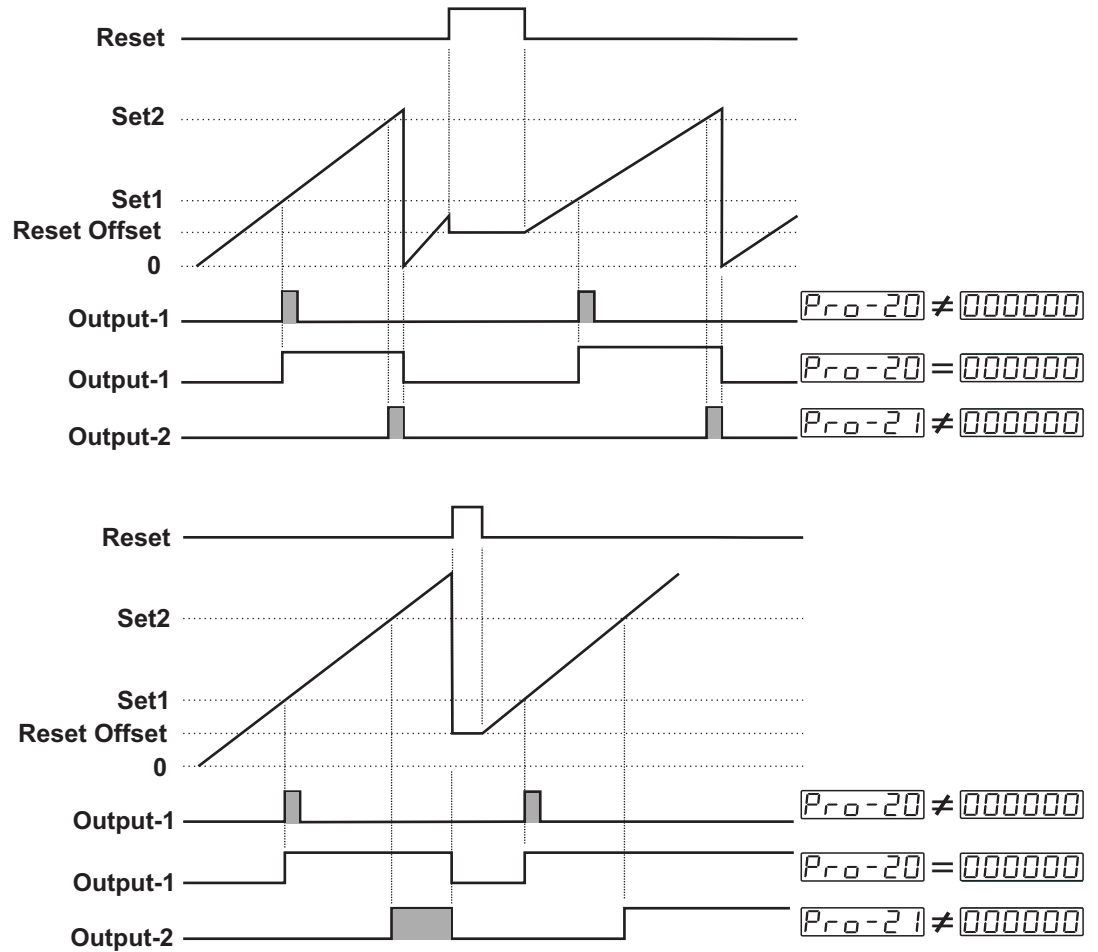 Reset
Set2
Set1
Reset Offset
0
Output-1 Pro-20 ≠ 000000
Output-1 Pro-20 = 000000
Output-2 Pro-21 ≠ 000000
Reset
Set2
Set1
Reset Offset
0
Output-1 Pro-20 ≠ 000000
Output-1 Pro-20 = 000000
Output-2 Pro-21 ≠ 000000